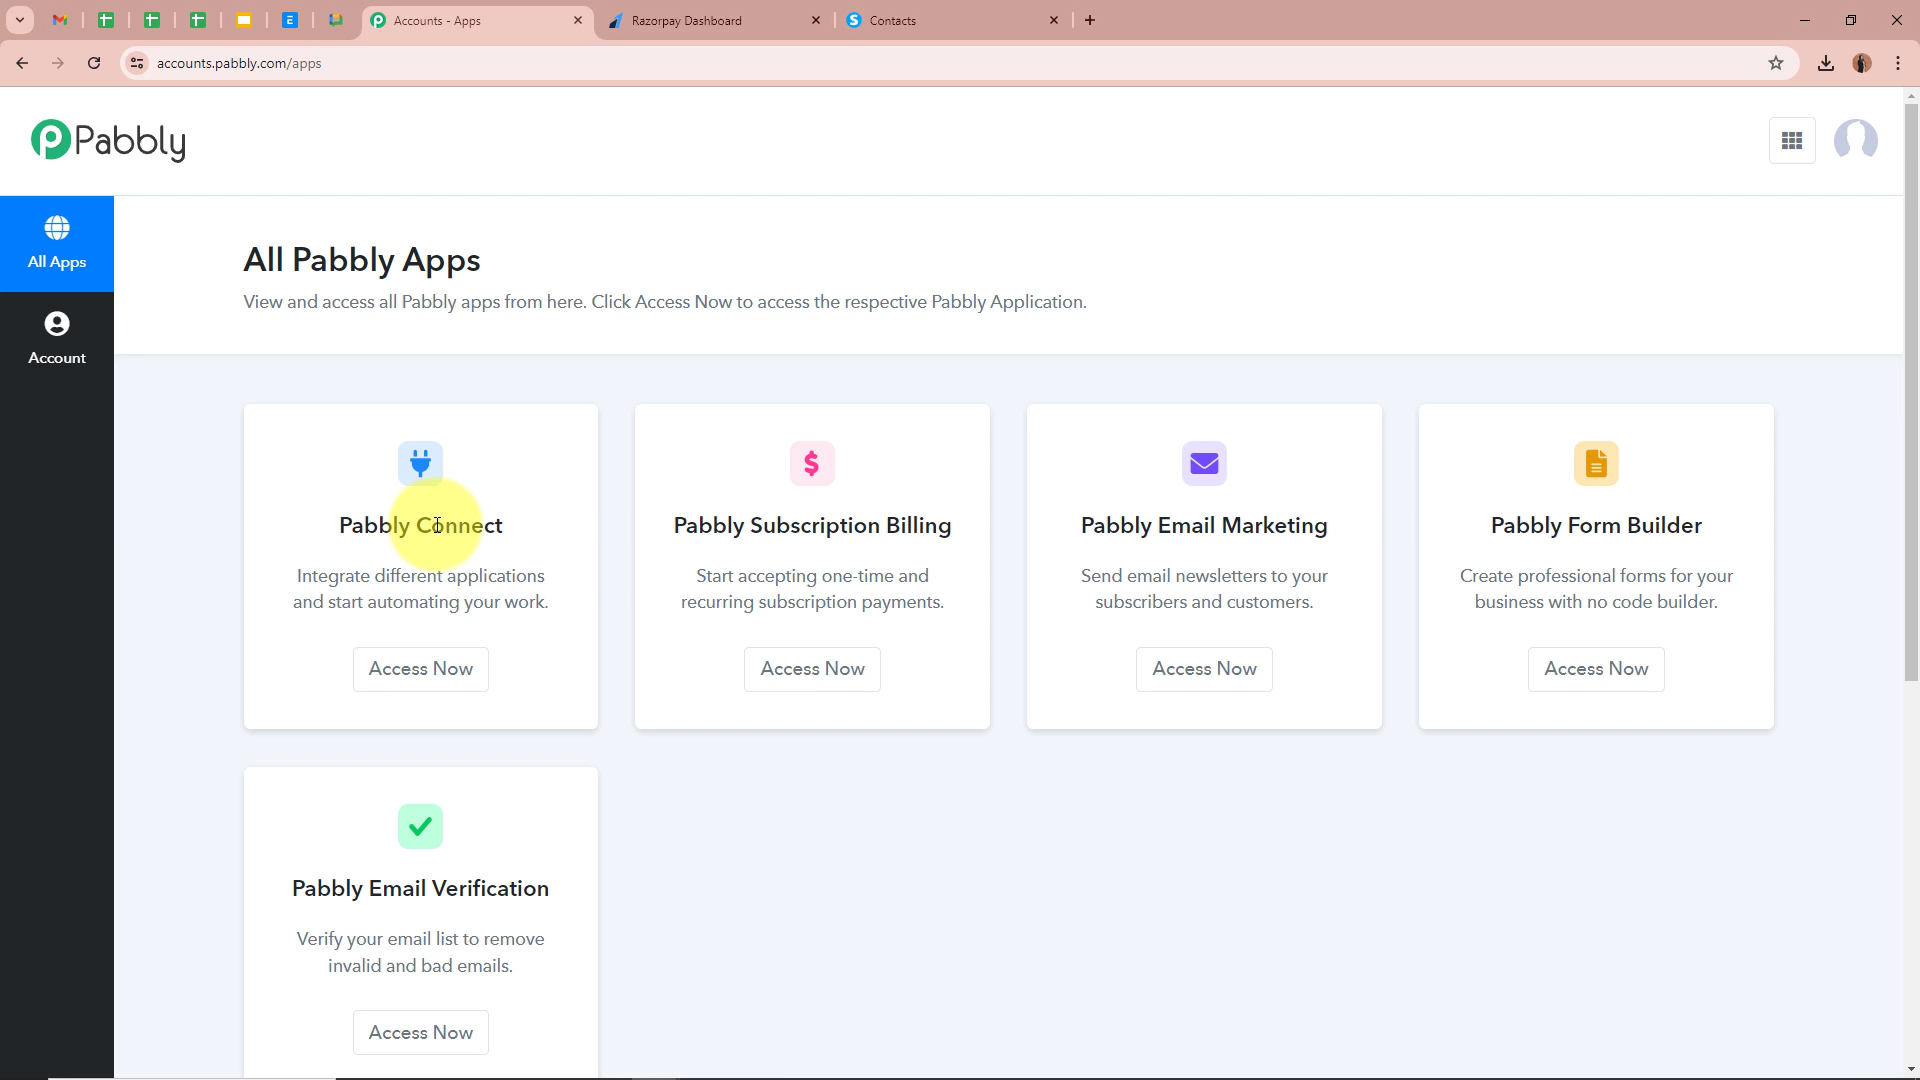 Accounts - Apps
Razorpay Dashboard
Contacts
accounts.pabbly.com/apps
Pabbly
All Apps
Account
All Pabbly Apps
View and access all Pabbly apps from here. Click Access Now to access the respective Pabbly Application.
Pabbly Connect
Integrate different applications
and start automating your work.
Access Now
Pabbly Subscription Billing
Start accepting one-time and
recurring subscription payments.
Access Now
Pabbly Email Marketing
Send email newsletters to your
subscribers and customers.
Access Now
Pabbly Form Builder
Create professional forms for your
business with no code builder.
Access Now
Pabbly Email Verification
Verify your email list to remove
invalid and bad emails.
Access Now